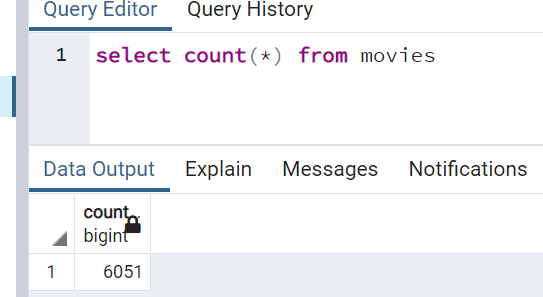 Query Editor Query History
1 select count(*) from movies
Data Output Explain Messages Notifications
count
bigint
1 6051